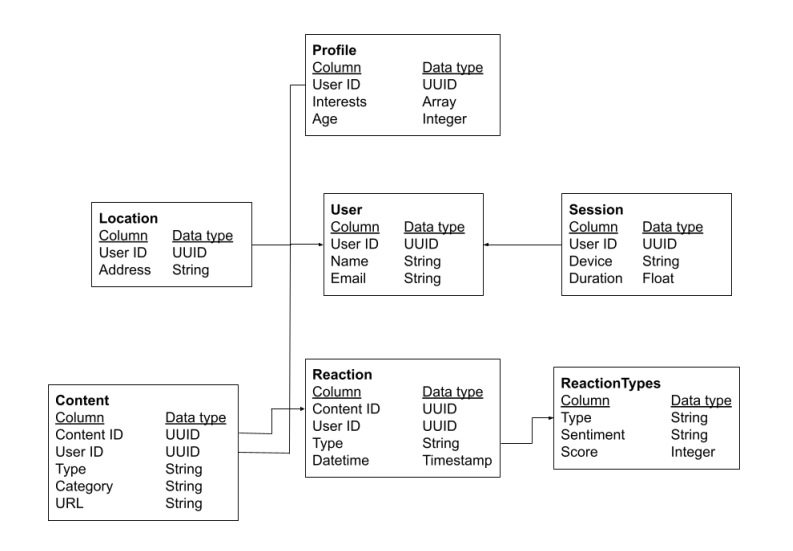 Profile
Column Data type
User ID UUID
Interests Array
Age Integer
Location
Column Data type
User ID UUID
Address String
User
Column Data type
User ID UUID
Name String
Email String
Session
Column Data type
User ID UUID
Device String
Duration Float
Content
Column Data type
Content ID UUID
User ID UUID
Type String
Category String
URL String
Reaction
Column Data type
Content ID UUID
User ID UUID
Type String
Datetime Timestamp
ReactionTypes
Column Data type
Type String
Sentiment String
Score Integer